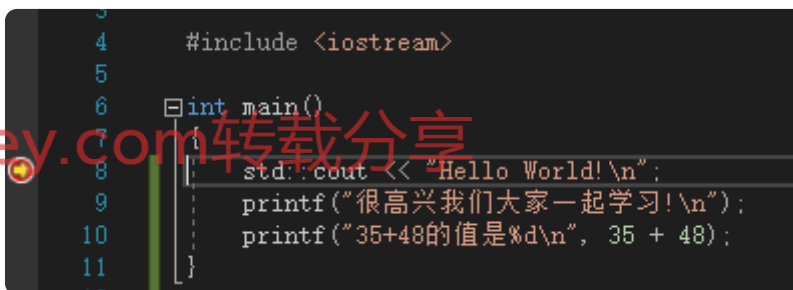 3
4 #include <iostream>
5
6 int main()
7 {
ey.com转载分享
8 std::cout << "Hello World!\n";
9 printf("很高兴我们大家一起学习!\n");
10 printf("35+48的值是%d\n", 35 + 48);
11 }